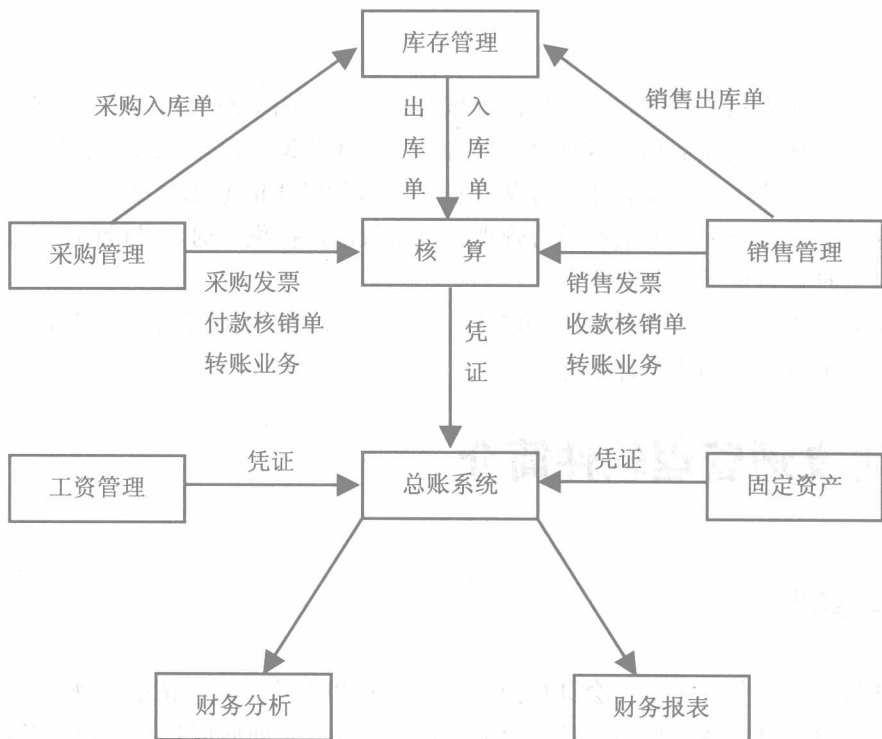 库存管理
采购入库单
出库单
入库单
销售出库单
采购管理
核 算
销售管理
采购发票
付款核销单
转账业务
销售发票
收款核销单
转账业务
凭证
工资管理
凭证
总账系统
凭证
固定资产
财务分析
财务报表